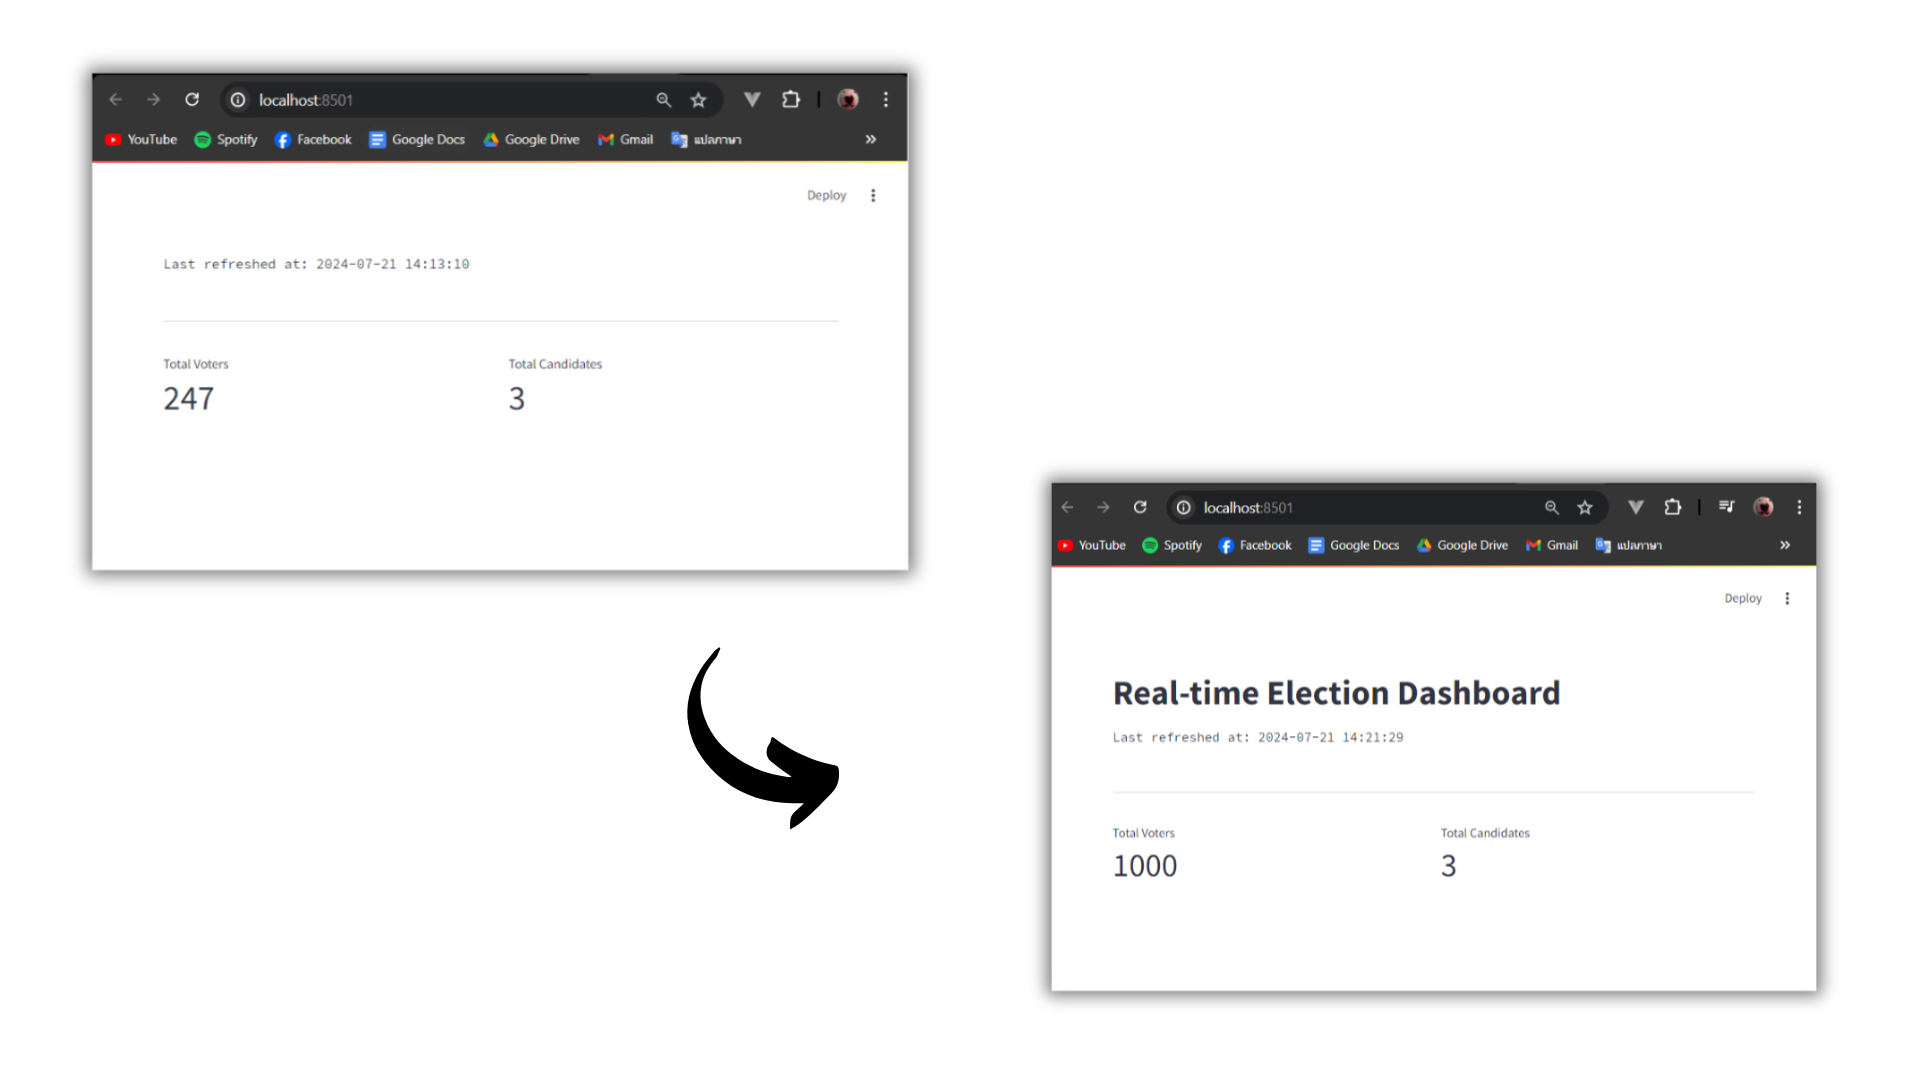 localhost:8501
YouTube Spotify Facebook Google Docs Google Drive Gmail แปลภาษา
Deploy
Last refreshed at: 2024-07-21 14:13:10
Total Voters Total Candidates
247 3
localhost:8501
YouTube Spotify Facebook Google Docs Google Drive Gmail แปลภาษา
Deploy
Real-time Election Dashboard
Last refreshed at: 2024-07-21 14:21:29
Total Voters Total Candidates
1000 3